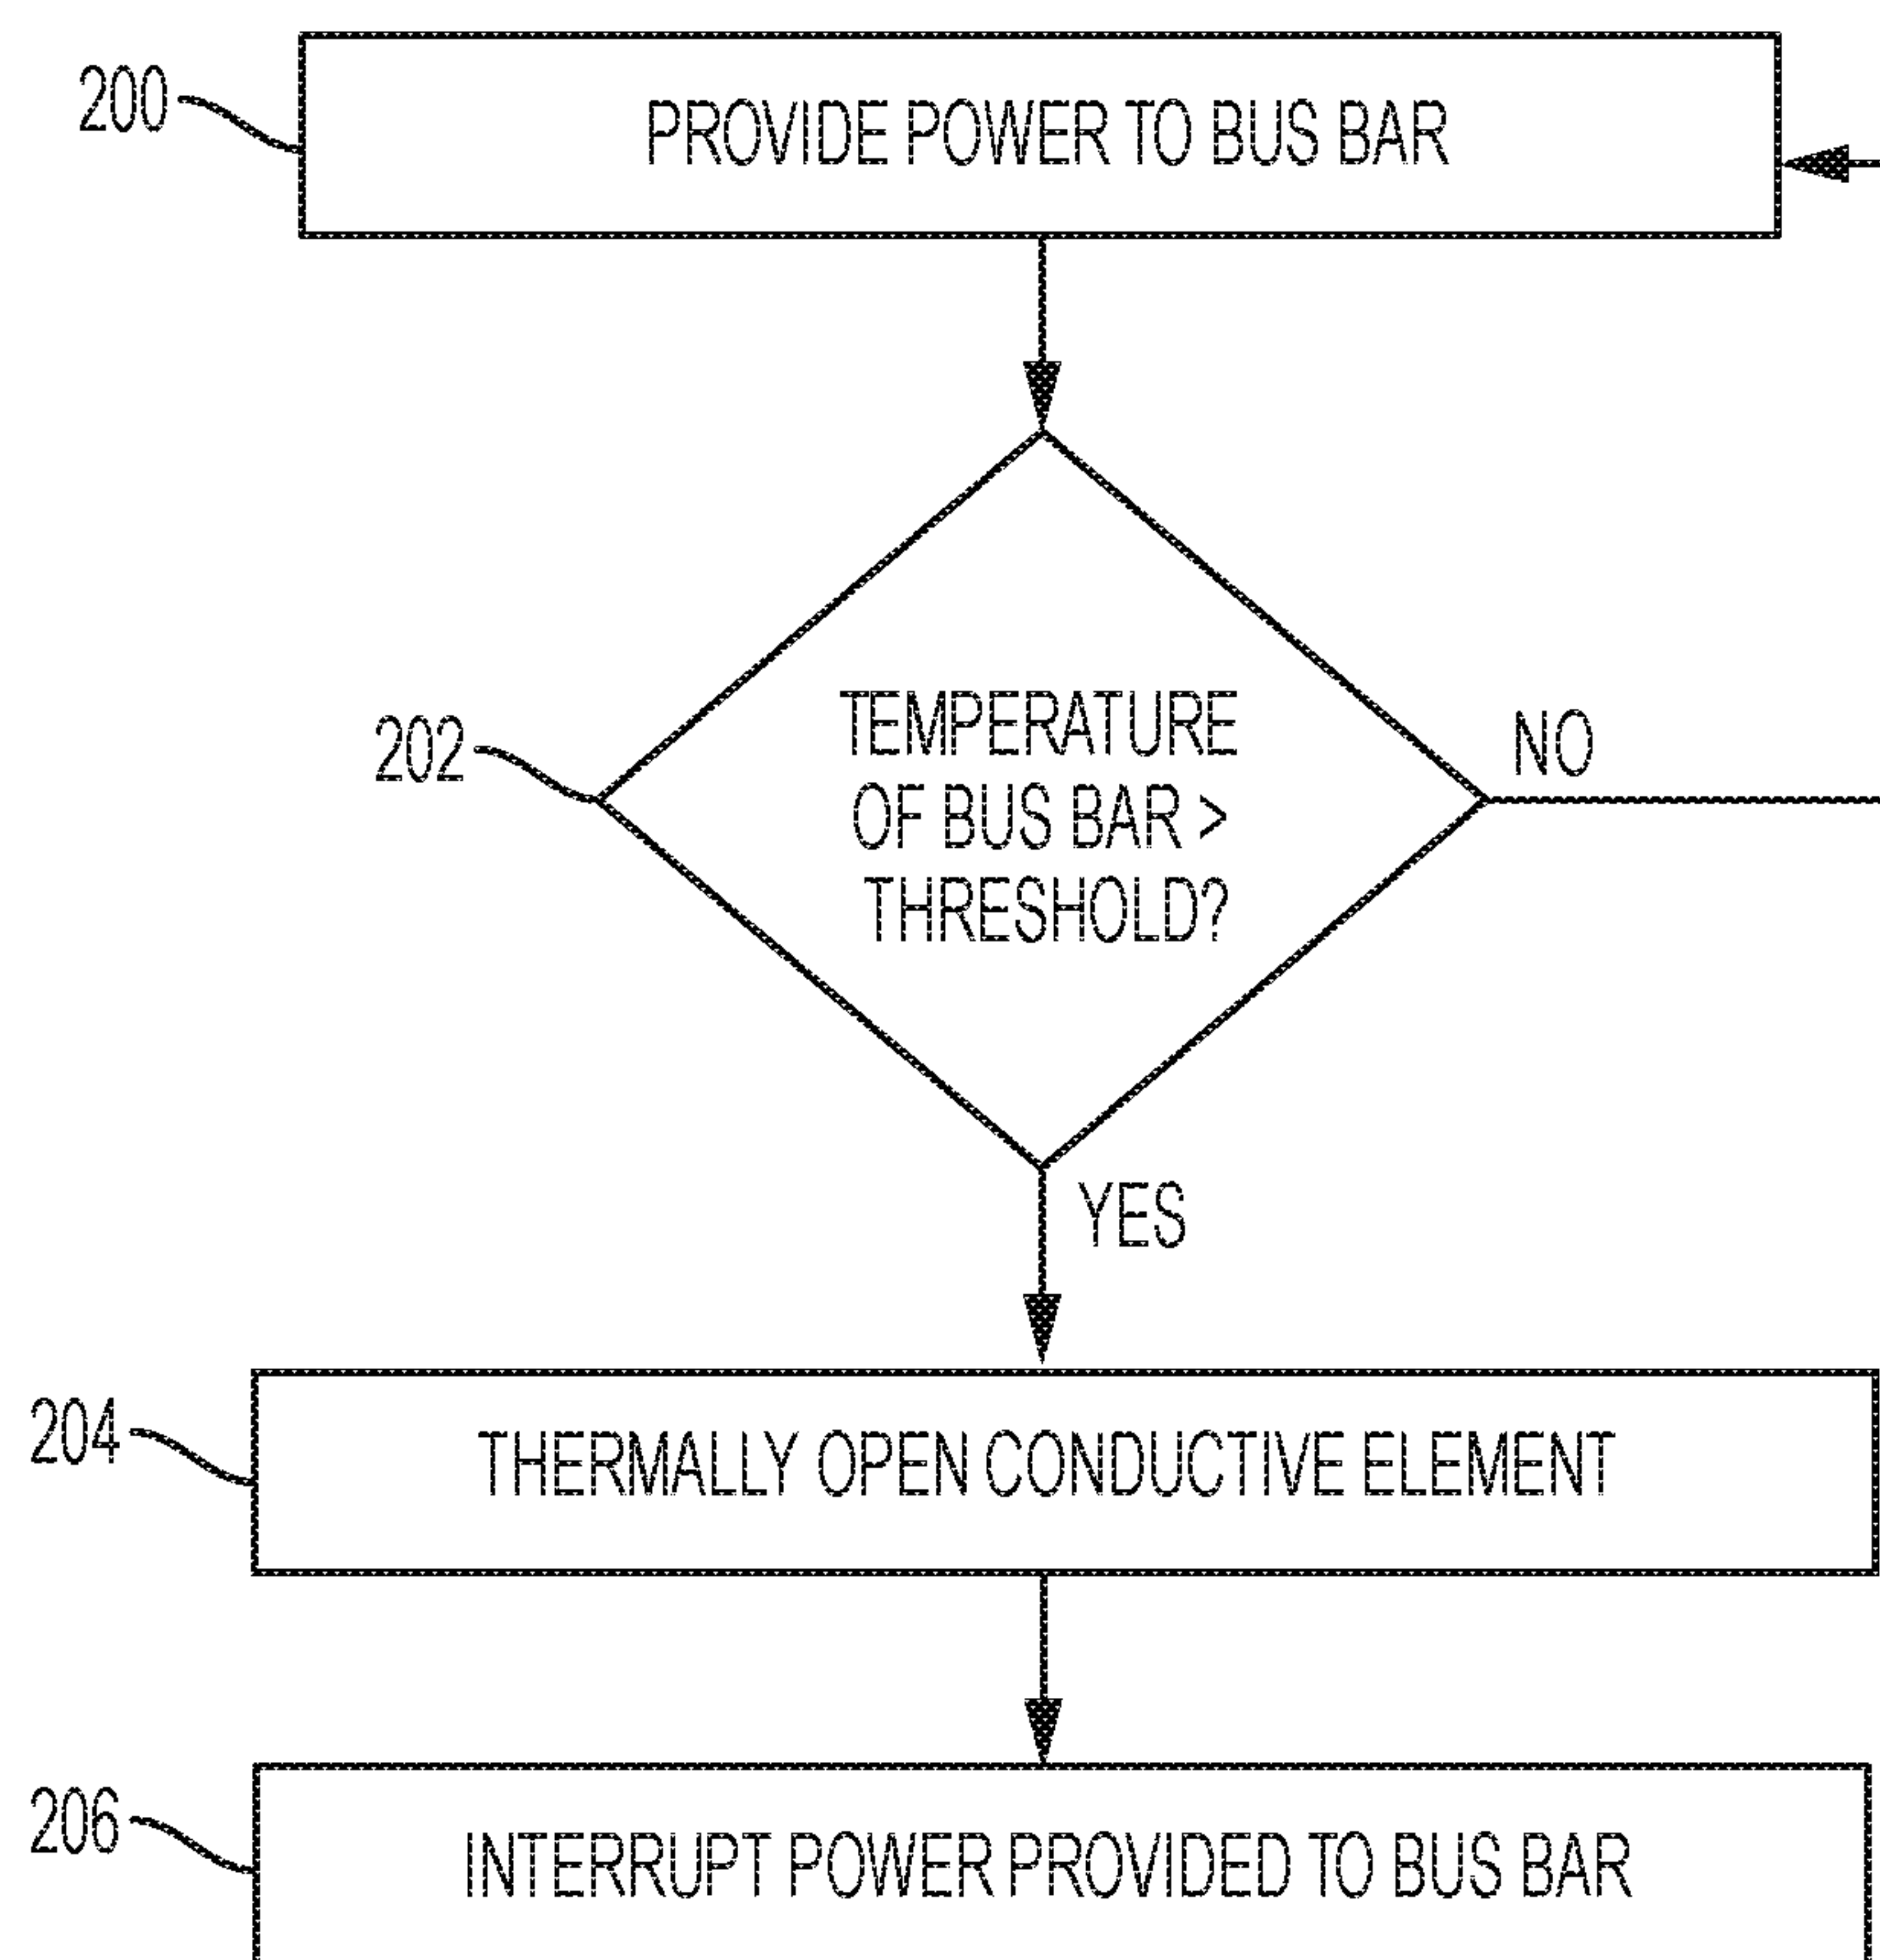 200
PROVIDE POWER TO BUS BAR
202
TEMPERATURE
OF BUS BAR >
THRESHOLD?
NO
YES
204
THERMALLY OPEN CONDUCTIVE ELEMENT
206
INTERRUPT POWER PROVIDED TO BUS BAR